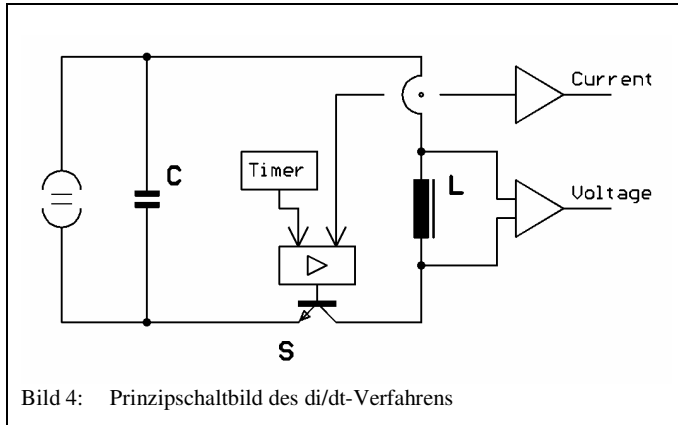 Current
Timer
C
L
Voltage
S
Bild 4: Prinzipschaltbild des di/dt-Verfahrens